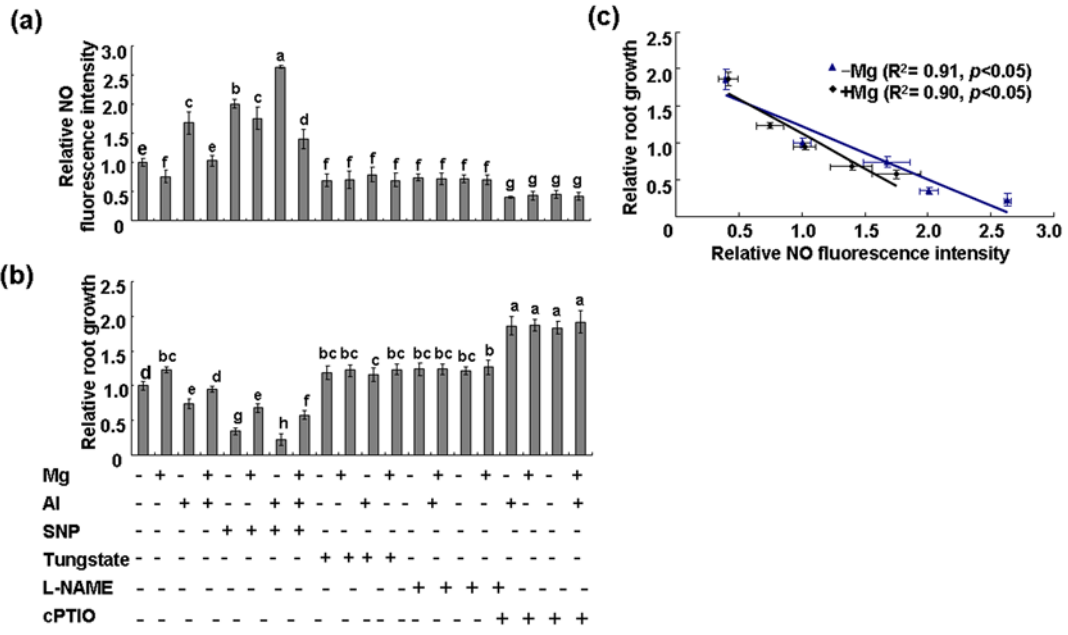 (a)
Relative NO
fluorescence intensity
3.0
2.5
2.0
1.5
1.0
0.5
0
e f c e b c a d f f f f f f f f g g g g
(b)
Relative root growth
2.5
2.0
1.5
1.0
0.5
0
d bc e d g e h f bc bc c bc bc bc bc b a a a a
Mg - + - + - + - + - + - + - + - + - + - +
Al - - + + - - + + - - + - - + - - + - - +
SNP - - - - + + + + - - - - - - - - - - - -
Tungstate - - - - - - - - + + + + - - - - - - - -
L-NAME - - - - - - - - - - - - + + + + - - - -
cPTIO - - - - - - - - - - - - - - - - + + + +
(c)
Relative root growth
2.5
2.0
1.5
1.0
0.5
–Mg (R²= 0.91, p<0.05)
+Mg (R²= 0.90, p<0.05)
0 0.5 1.0 1.5 2.0 2.5 3.0
Relative NO fluorescence intensity